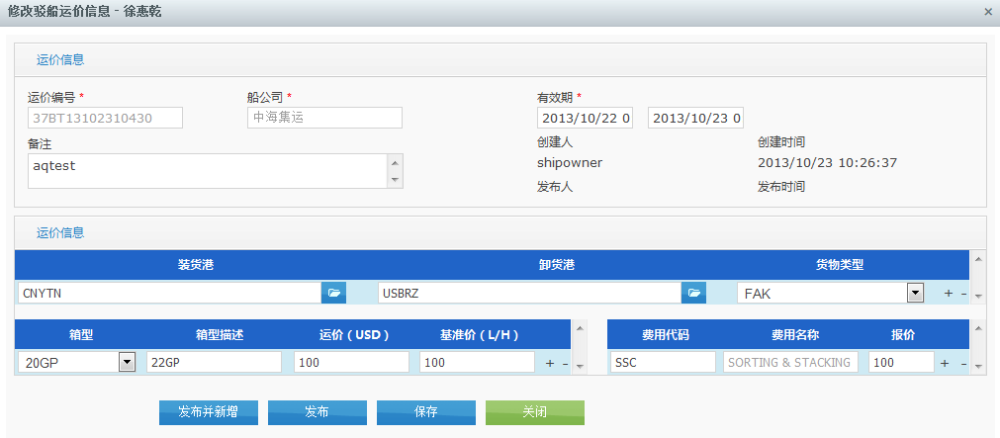 修改驳船运价信息 - 徐惠乾 ×
运价信息
运价编号 * 船公司 * 有效期 *
37BT13102310430 中海集运 2013/10/22 0 2013/10/23 0
备注 创建人 创建时间
aqtest shipowner 2013/10/23 10:26:37
发布人 发布时间
运价信息
装货港 卸货港 货物类型
CNYTN USBRZ FAK + -
箱型 箱型描述 运价（USD） 基准价（L/H） 费用代码 费用名称 报价
20GP 22GP 100 100 + - SSC SORTING & STACKING 100 + -
发布并新增 发布 保存 关闭